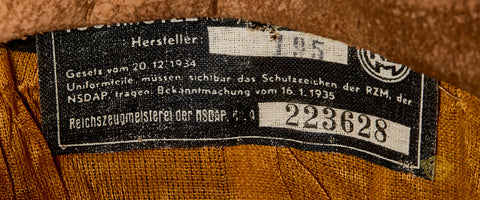 Hersteller: 195
Gesetz vom 20.12.1934
Uniformteile müssen sichtbar das Schutzzeichen der RZM, der
NSDAP. tragen. Bekanntmachung vom 16.1.1935
Reichszeugmeisterei der NSDAP. 223628